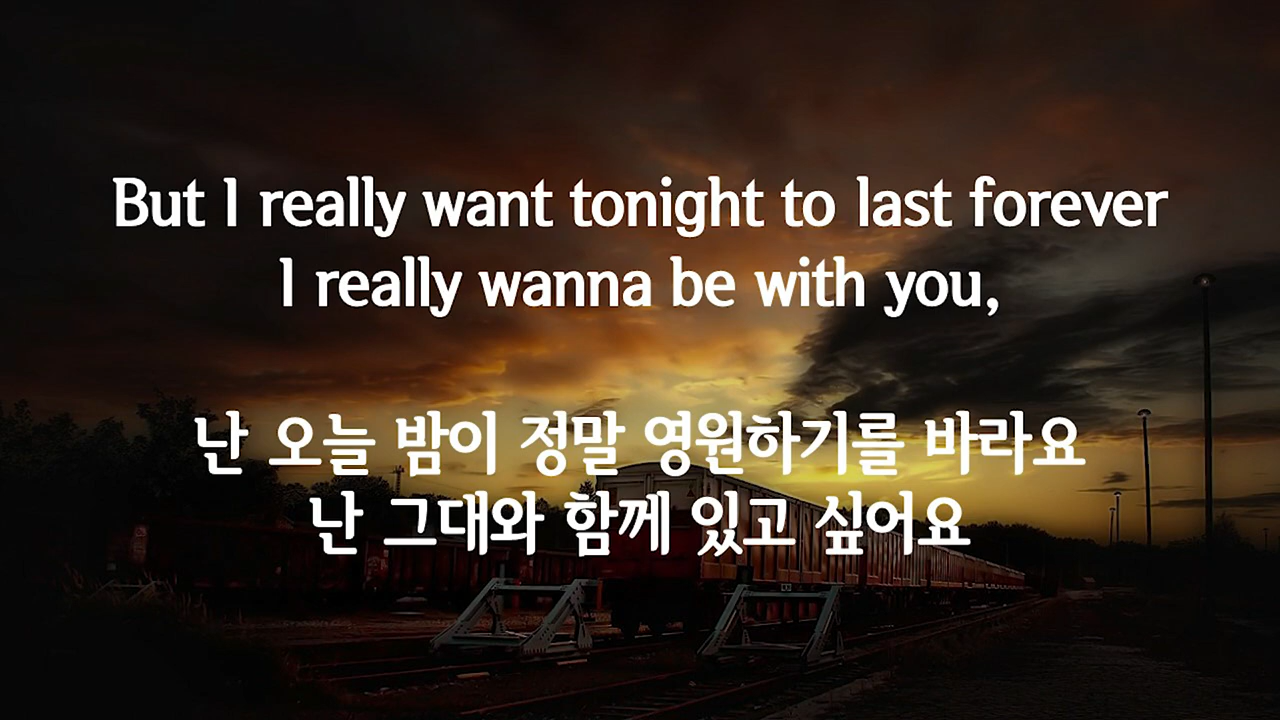 But I really want tonight to last forever
I really wanna be with you,
난 오늘 밤이 정말 영원하기를 바라요
난 그대와 함께 있고 싶어요